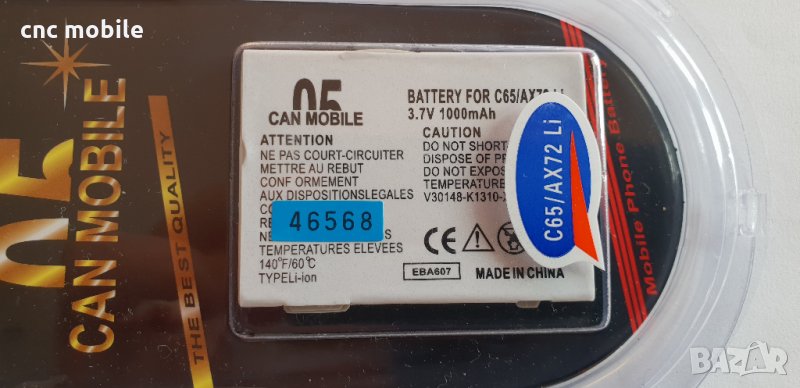 cnc mobile
CAN MOBILE
THE BEST QUALITY
CAN MOBILE
BATTERY FOR C65/AX72 Li
3.7V 1000mAh
ATTENTION
NE PAS COURT-CIRCUITER
METTRE AU REBUT
CONF ORMEMENT
AUX DISPOSITIONSLEGALES
46568
TEMPERATURES ELEVEES
140°F/60°C
TYPELi-ion
CAUTION
DO NOT SHORT-
DISPOSE OF
DO NOT EXPOSE
TEMPERATURE
V30148-K1310-
CE
EBA607
MADE IN CHINA
C65/AX72 Li
Mobile Phone Battery
BAZAR